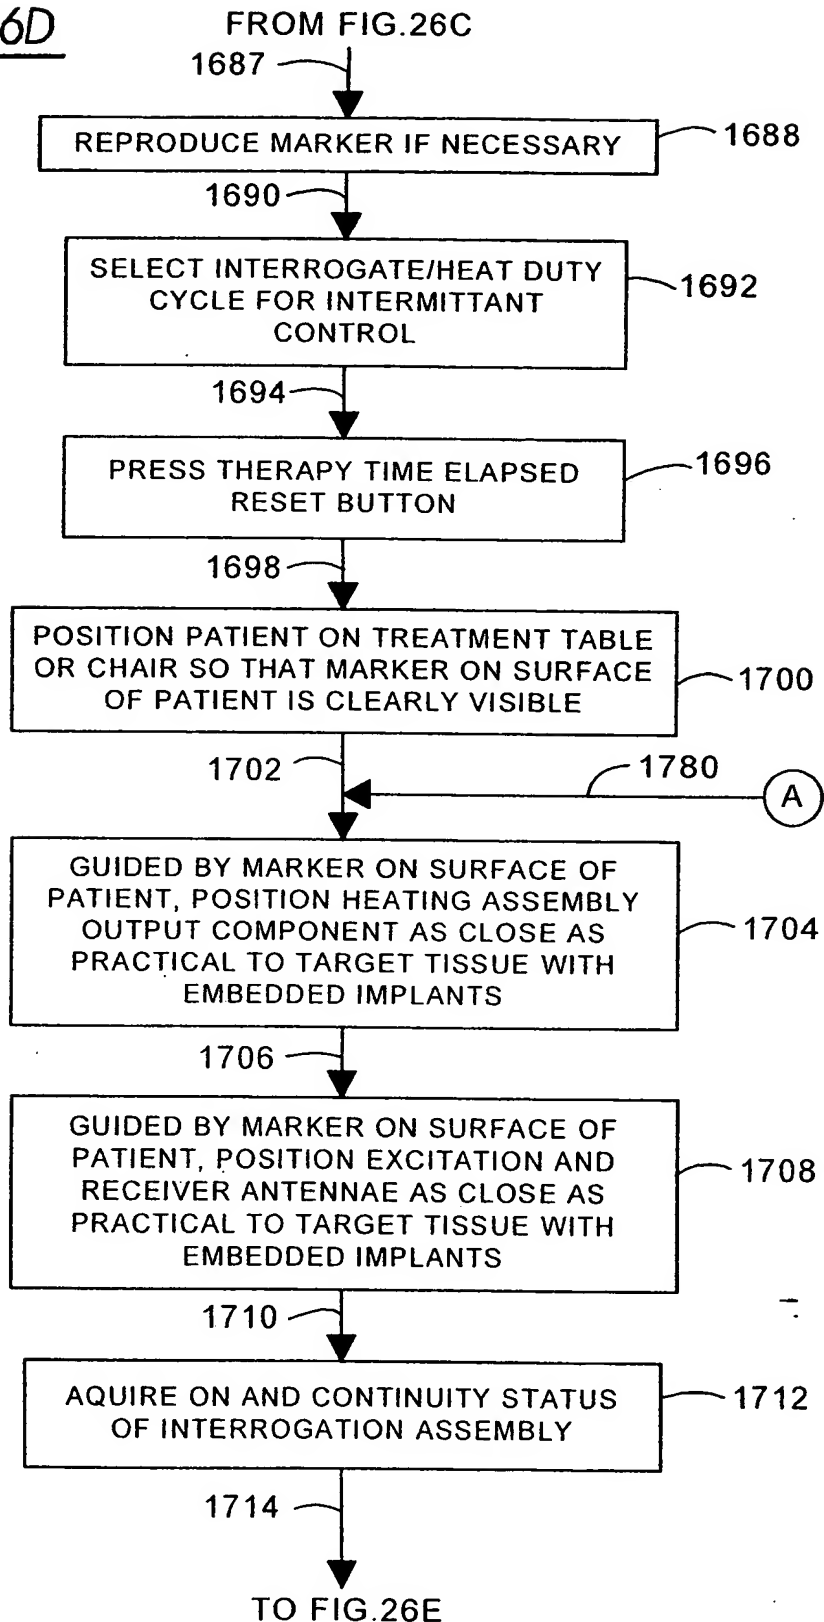 6D
FROM FIG.26C
1687
REPRODUCE MARKER IF NECESSARY
1688
1690
SELECT INTERROGATE/HEAT DUTY
CYCLE FOR INTERMITTANT
CONTROL
1692
1694
PRESS THERAPY TIME ELAPSED
RESET BUTTON
1696
1698
POSITION PATIENT ON TREATMENT TABLE
OR CHAIR SO THAT MARKER ON SURFACE
OF PATIENT IS CLEARLY VISIBLE
1700
1702
1780
A
GUIDED BY MARKER ON SURFACE OF
PATIENT, POSITION HEATING ASSEMBLY
OUTPUT COMPONENT AS CLOSE AS
PRACTICAL TO TARGET TISSUE WITH
EMBEDDED IMPLANTS
1704
1706
GUIDED BY MARKER ON SURFACE OF
PATIENT, POSITION EXCITATION AND
RECEIVER ANTENNAE AS CLOSE AS
PRACTICAL TO TARGET TISSUE WITH
EMBEDDED IMPLANTS
1708
1710
AQUIRE ON AND CONTINUITY STATUS
OF INTERROGATION ASSEMBLY
1712
1714
TO FIG.26E